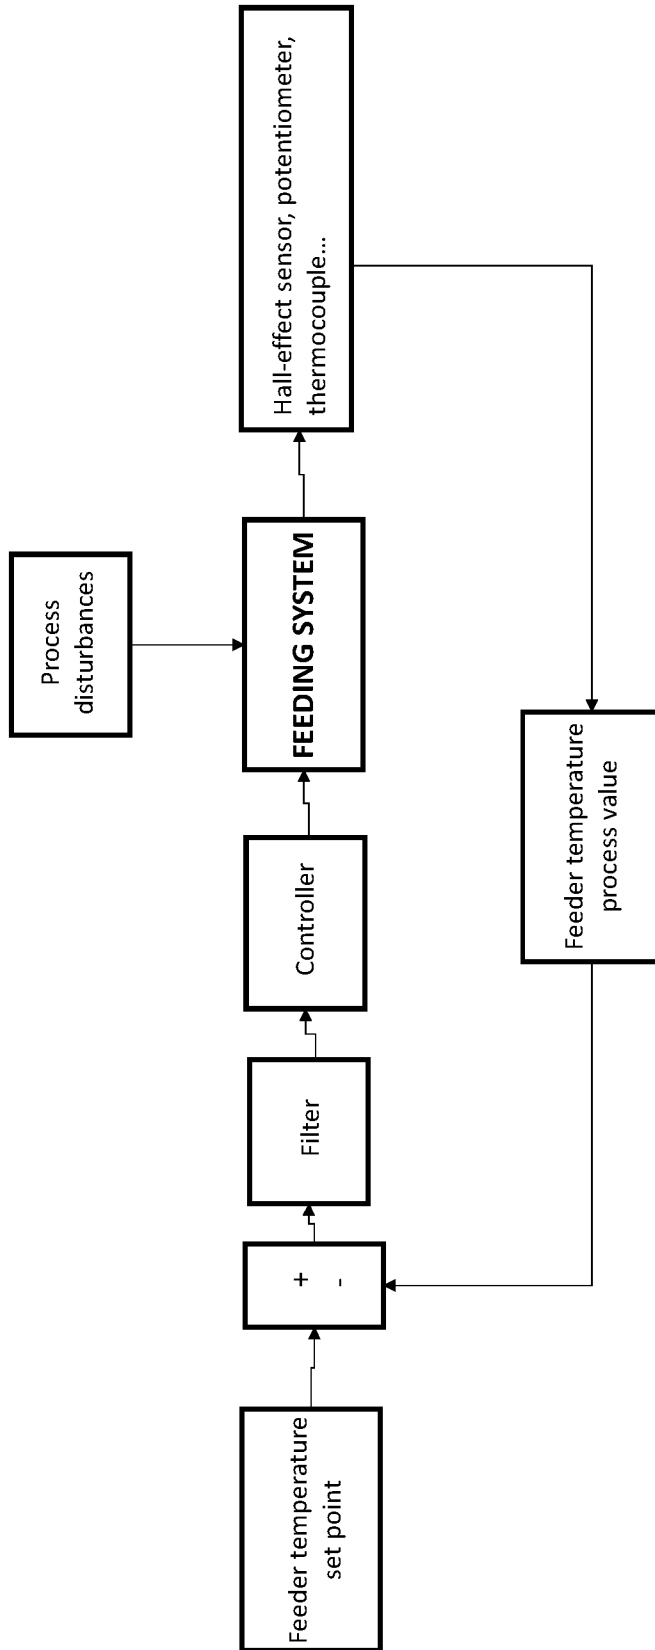 Process
disturbances
Feeder temperature
set point
+
-
Filter
Controller
FEEDING SYSTEM
Hall-effect sensor, potentiometer,
thermocouple...
Feeder temperature
process value